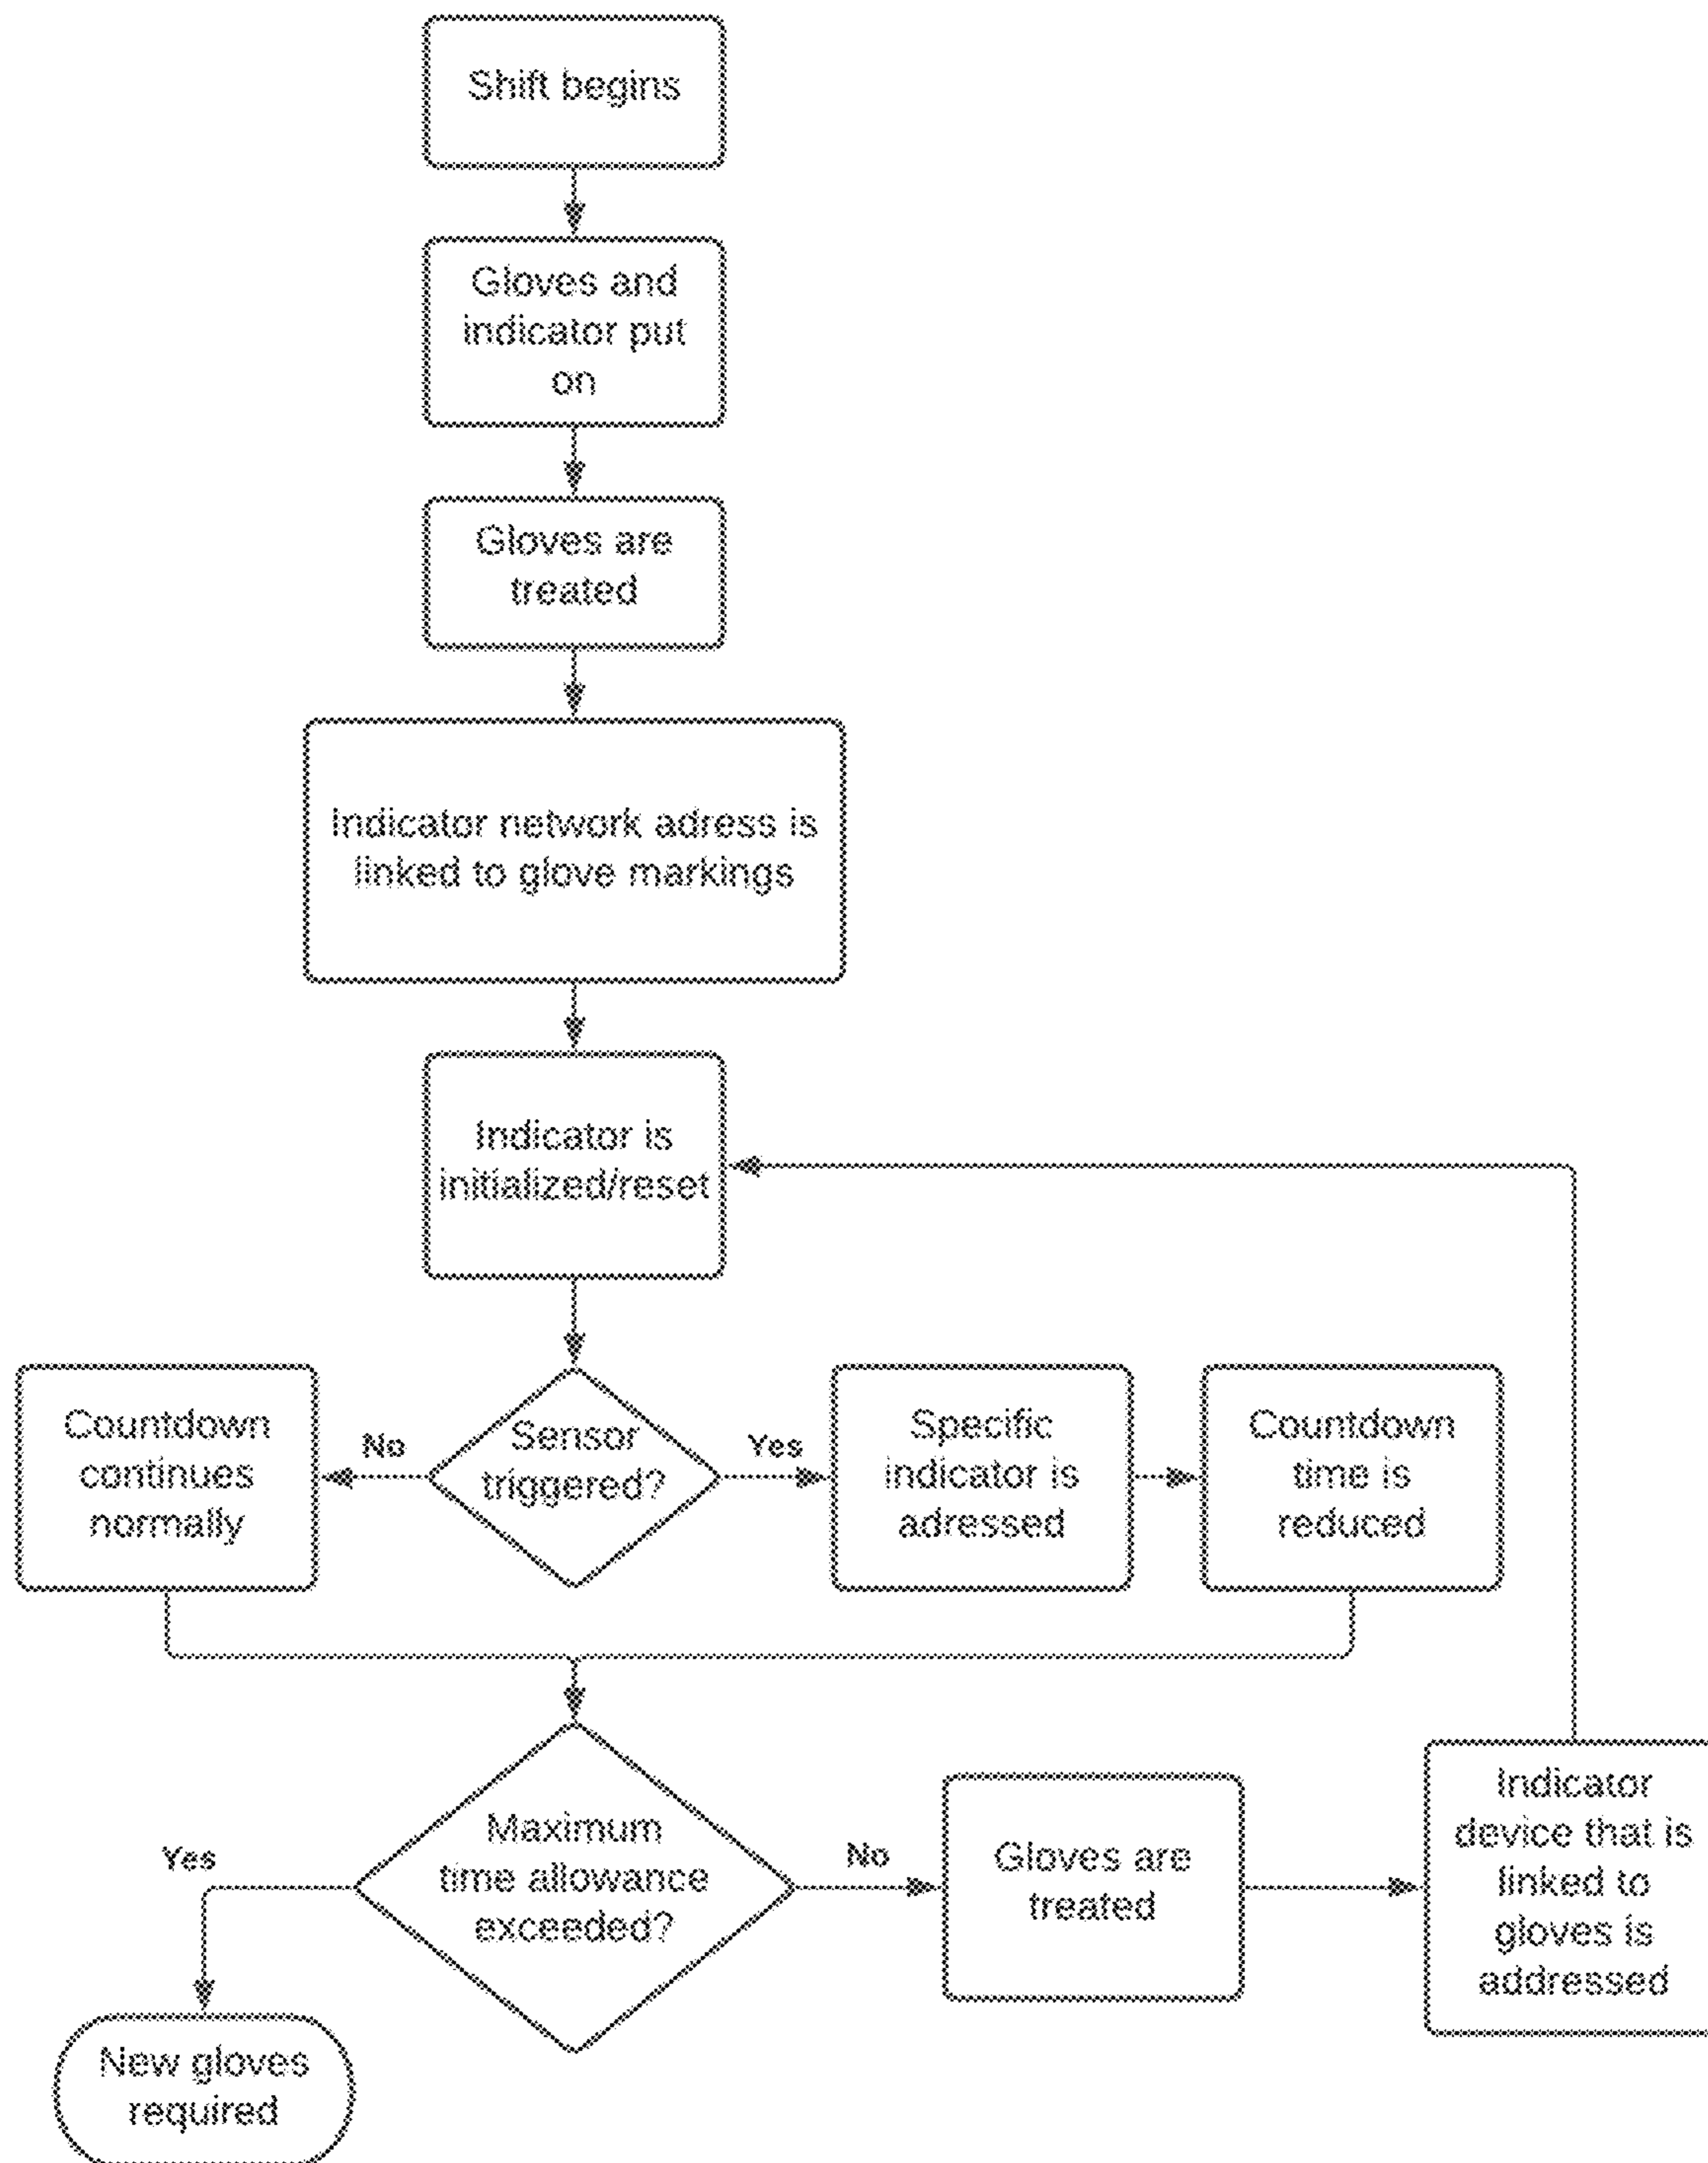 Shift begins
Gloves and
indicator put
on
Gloves are
treated
Indicator network adress is
linked to glove markings
Indicator is
initialized/reset
Countdown
continues
normally
No
Sensor
triggered?
Yes
Specific
indicator is
adressed
Countdown
time is
reduced
Yes
Maximum
time allowance
exceeded?
No
Gloves are
treated
Indicator
device that is
linked to
gloves is
addressed
New gloves
required